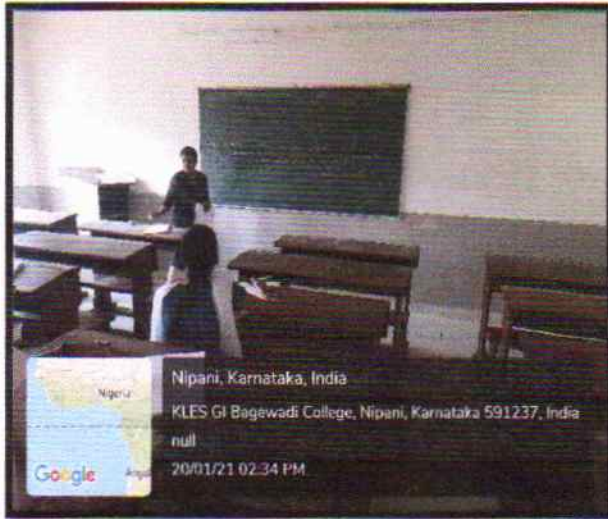 Nipani, Karnataka, India
KLES GI Bagewadi College, Nipani, Karnataka 591237, India
null
20/01/21 02:34 PM
Nigeria
Google